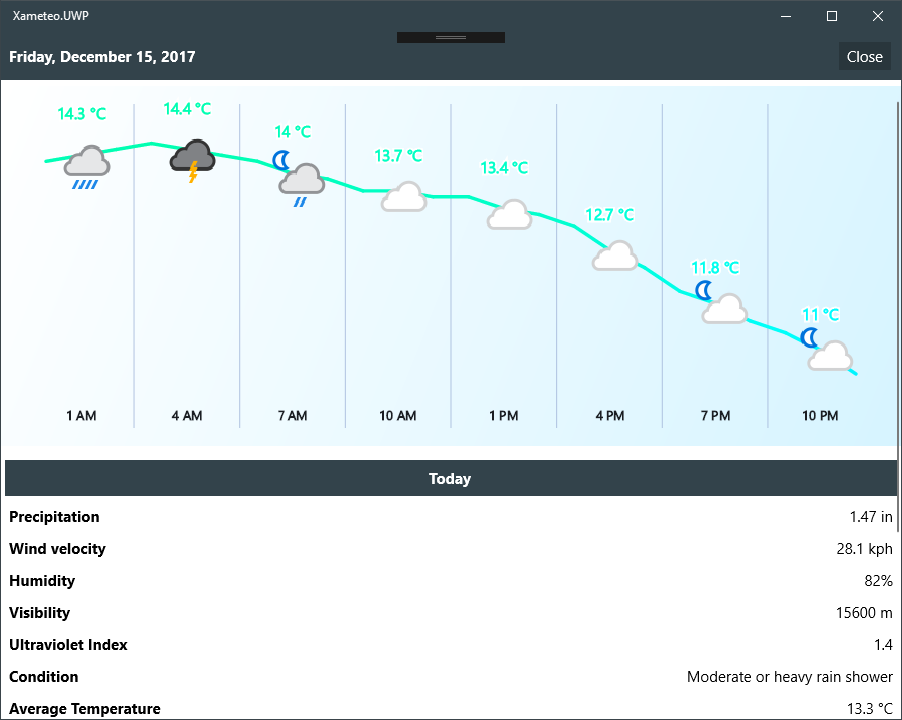 Xameteo.UWP
Friday, December 15, 2017
Close
14.3 °C
14.4 °C
14 °C
13.7 °C
13.4 °C
12.7 °C
11.8 °C
11 °C
1 AM 4 AM 7 AM 10 AM 1 PM 4 PM 7 PM 10 PM
Today
Precipitation 1.47 in
Wind velocity 28.1 kph
Humidity 82%
Visibility 15600 m
Ultraviolet Index 1.4
Condition Moderate or heavy rain shower
Average Temperature 13.3 °C